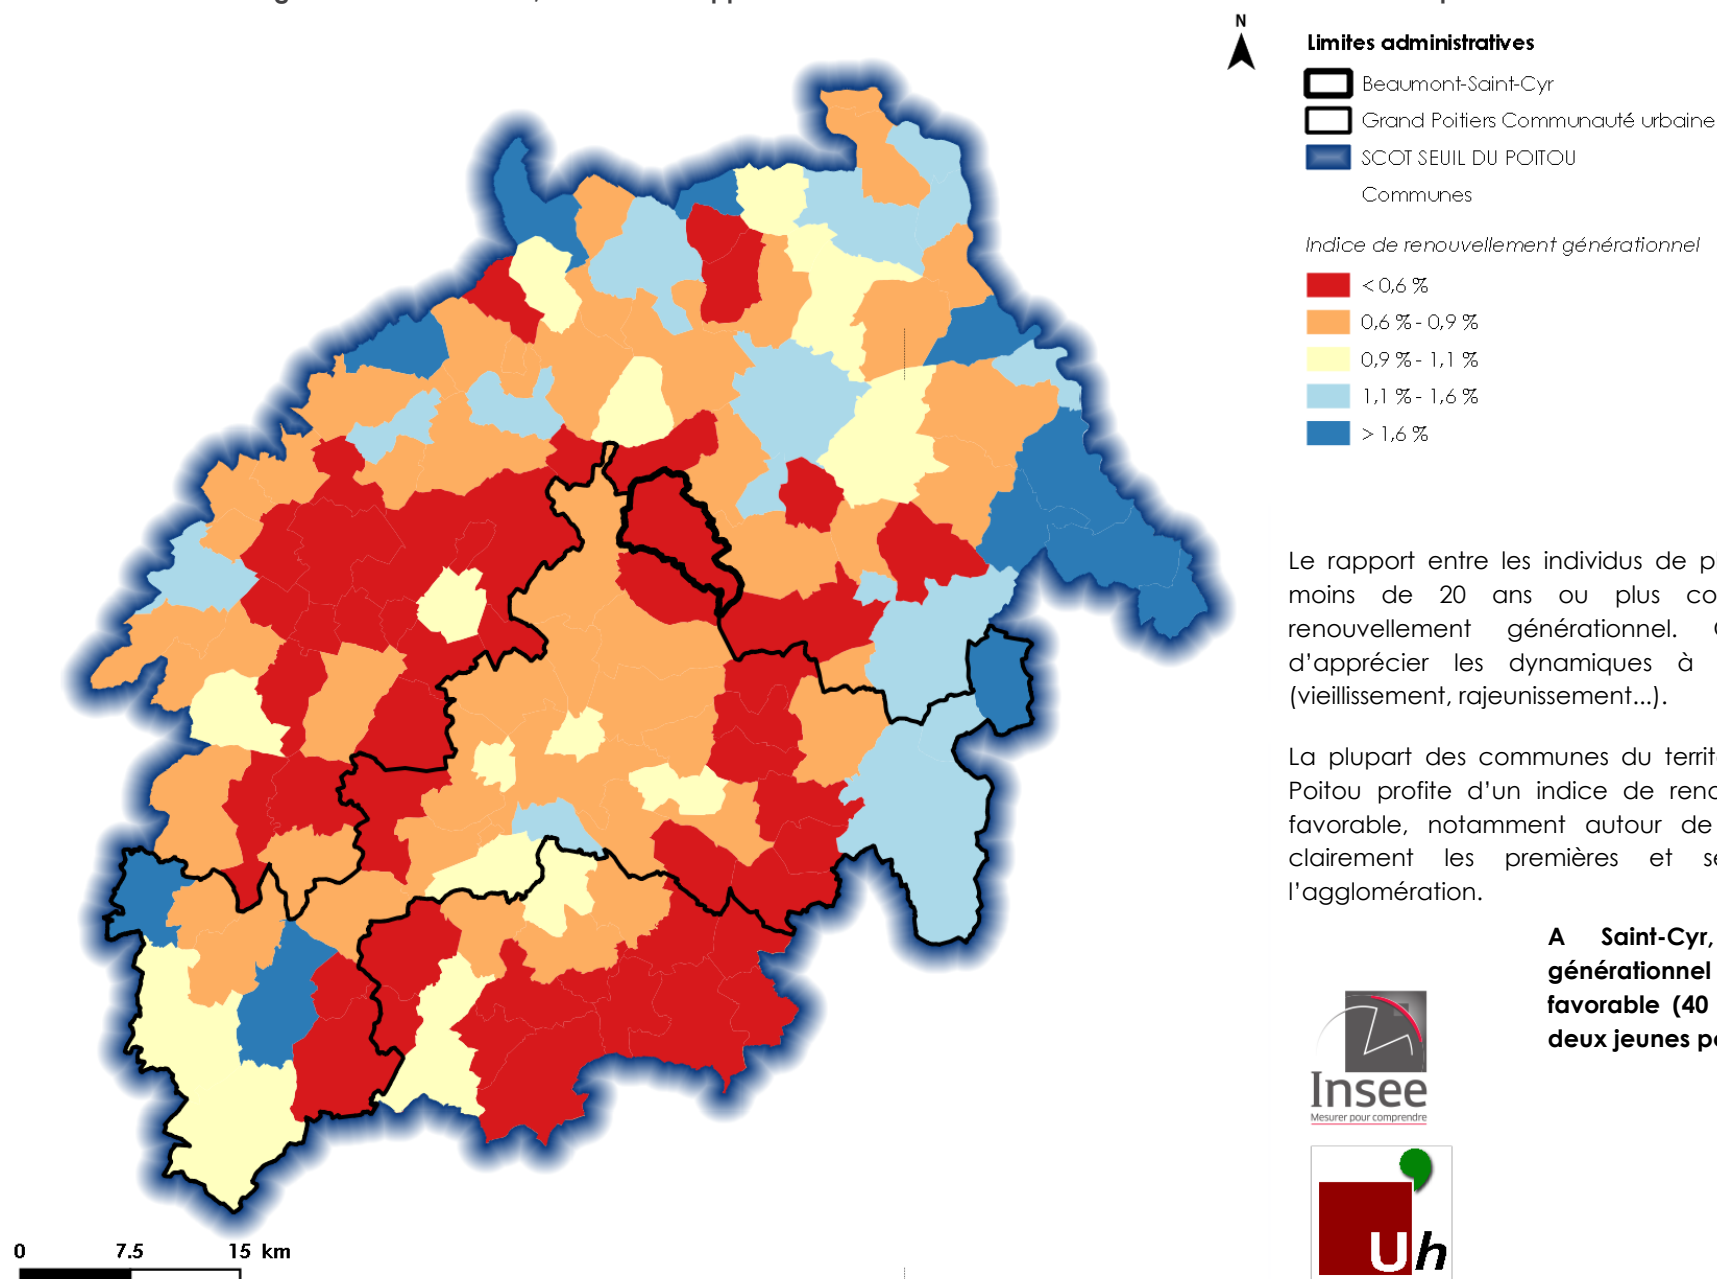 N
Limites administratives
Beaumont-Saint-Cyr
Grand Poitiers Communauté urbaine
SCOT SEUIL DU POITOU
Communes
Indice de renouvellement générationnel
< 0,6 %
0,6 % - 0,9 %
0,9 % - 1,1 %
1,1 % - 1,6 %
> 1,6 %
Le rapport entre les individus de
moins de 20 ans ou plus
renouvellement générationnel.
d'apprécier les dynamiques à
(vieillissement, rajeunissement...).
La plupart des communes du
Poitou profite d'un indice de
favorable, notamment autour de
clairement les premières et
l'agglomération.
A Saint-Cyr,
générationnel
favorable (40
deux jeunes
Insee
Mesurer pour comprendre
Uh
0 7.5 15 km